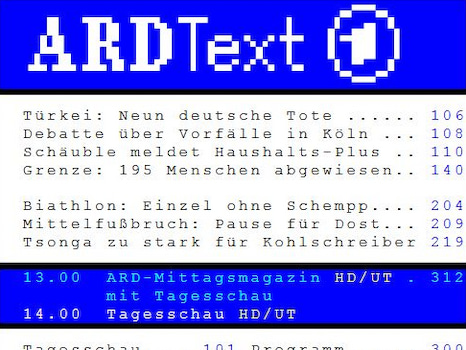 ARDText 1
Türkei: Neun deutsche Tote ...... 106
Debatte über Vorfälle in Köln ... 108
Schäuble meldet Haushalts-Plus .. 110
Grenze: 195 Menschen abgewiesen.. 140
Biathlon: Einzel ohne Schempp.... 204
Mittelfußbruch: Pause für Dost... 209
Tsonga zu stark für Kohlschreiber 219
13.00 ARD-Mittagsmagazin HD/UT . 312
mit Tagesschau
14.00 Tagesschau HD/UT
Tagesschau 101 Programm 300